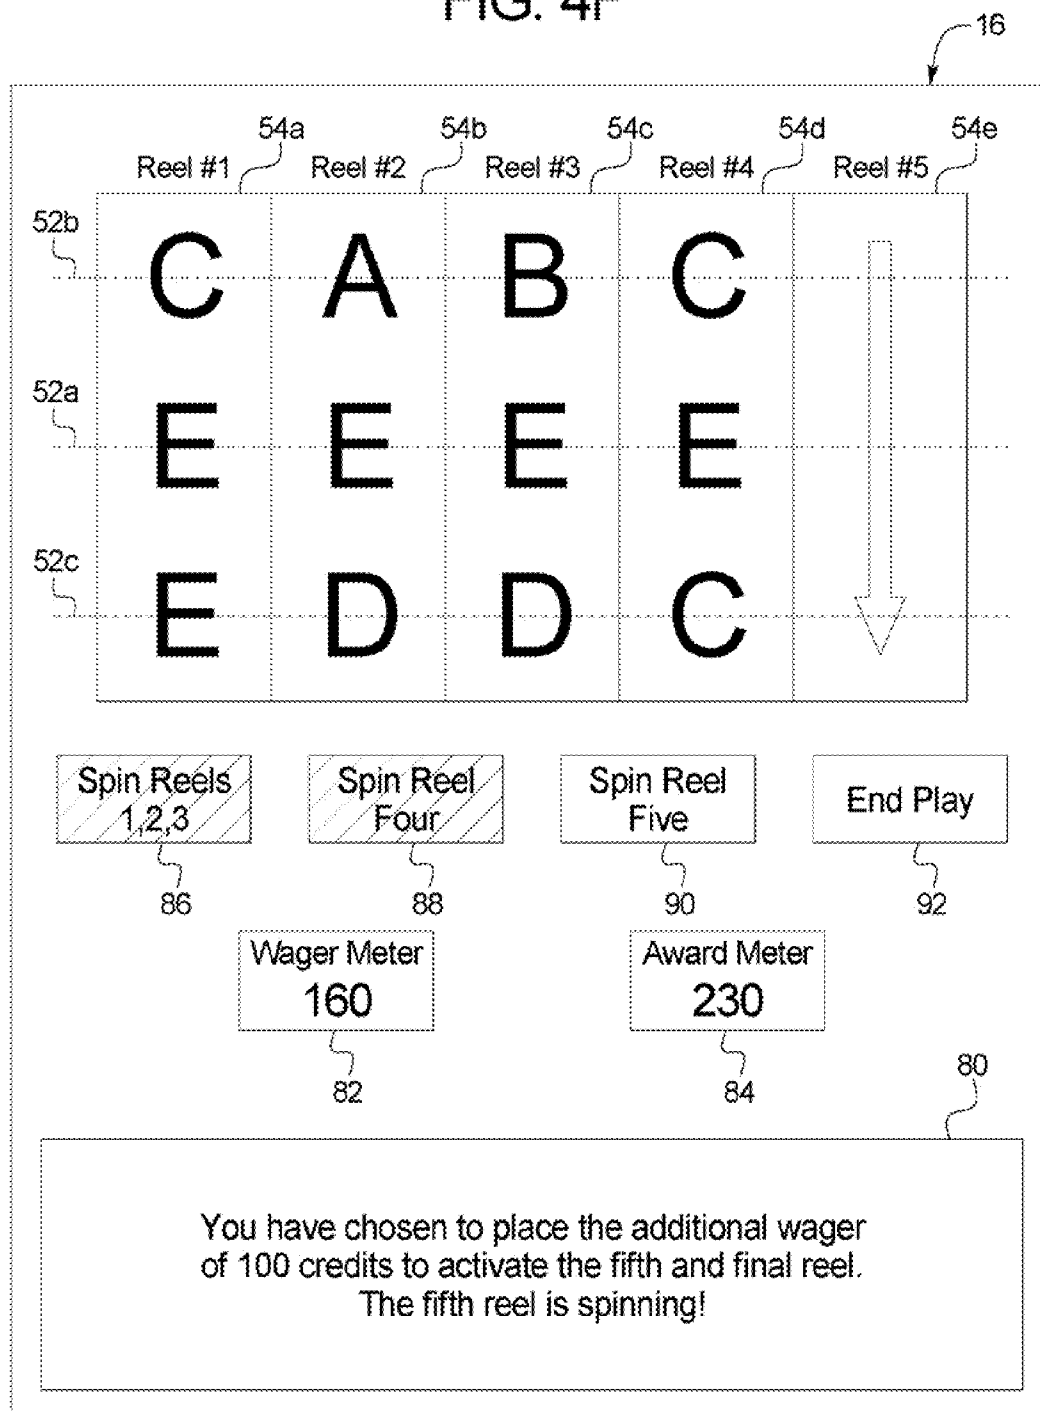 FIG. 4F
16
54a 54b 54c 54d 54e
Reel #1 Reel #2 Reel #3 Reel #4 Reel #5
52b
C A B C
52a
E E E E
52c
E D D C
Spin Reels
1,2,3
Spin Reel
Four
Spin Reel
Five
End Play
86 88 90 92
Wager Meter
160
Award Meter
230
82 84
80
You have chosen to place the additional wager
of 100 credits to activate the fifth and final reel.
The fifth reel is spinning!